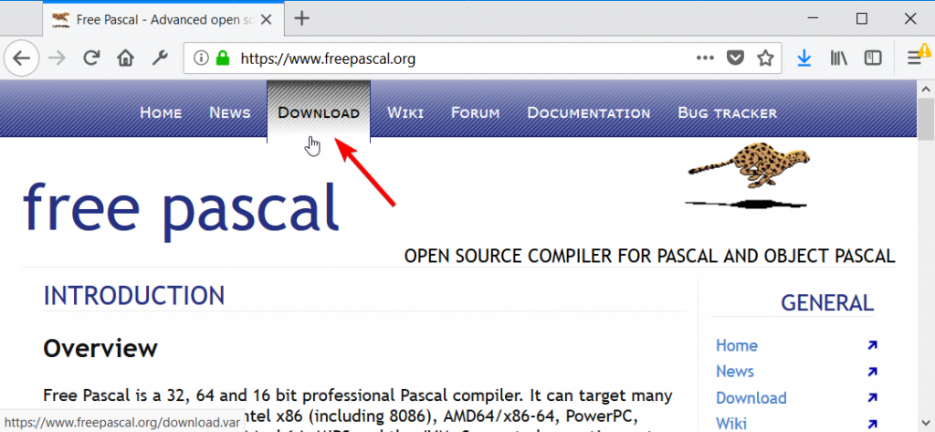 Free Pascal - Advanced open so
https://www.freepascal.org
Home News Download Wiki Forum Documentation Bug tracker
free pascal
OPEN SOURCE COMPILER FOR PASCAL AND OBJECT PASCAL
INTRODUCTION
GENERAL
Overview
Home
News
Download
Wiki
Free Pascal is a 32, 64 and 16 bit professional Pascal compiler. It can target many
ntel x86 (including 8086), AMD64/x86-64, PowerPC,
https://www.freepascal.org/download.var